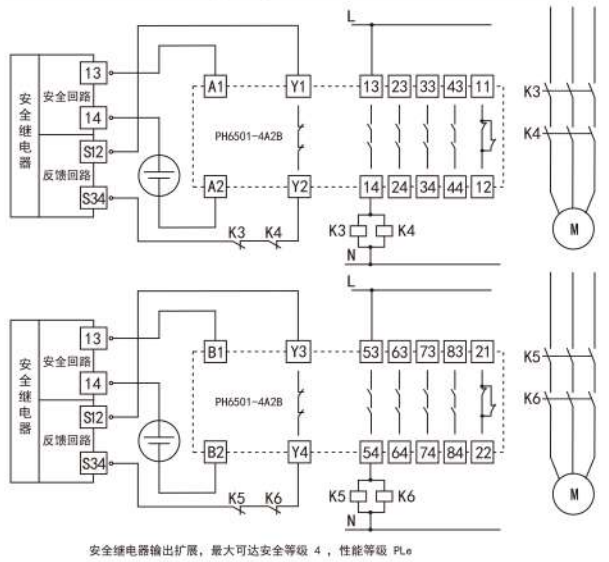 L
13
A1
Y1
13 23 33 43 11
K3
安全继电器
安全回路
14
K4
S12
PH6501-4A2B
反馈回路
S34
A2
Y2
14 24 34 44 12
K3 K4
K3 K4
M
N
L
13
B1
Y3
53 63 73 83 21
K5
安全继电器
安全回路
14
K6
S12
PH6501-4A2B
反馈回路
S34
B2
Y4
54 64 74 84 22
K5 K6
K5 K6
M
N
安全继电器输出扩展，最大可达安全等级 4 ，性能等级 PLe